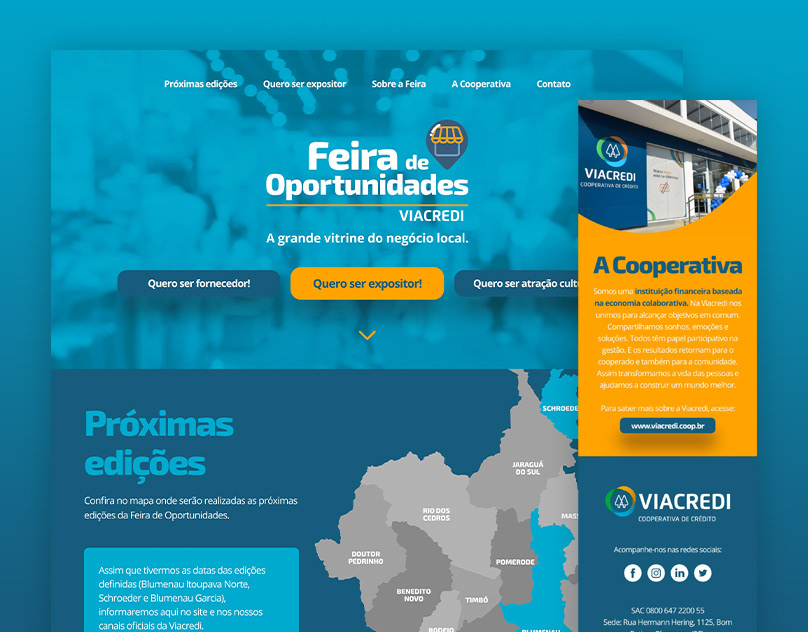 Próximas edições
Quero ser expositor
Sobre a Feira
A Cooperativa
Contato
Feira de
Oportunidades
VIACREDI
A grande vitrine do negócio local.
Quero ser fornecedor!
Quero ser expositor!
Quero ser atração cult
Próximas
edições
Confira no mapa onde serão realizadas as próximas
edições da Feira de Oportunidades.
Assim que tivermos as datas das edições
definidas (Blumenau Itoupava Norte,
Schroeder e Blumenau Garcia),
informaremos aqui no site e nos nossos
canais oficiais da Viacredi.
SCHROEDE
JARAGUÁ
DO SUL
RIO DOS
CEDROS
MAS
DOUTOR
PEDRINHO
POMERODE
BENEDITO
NOVO
TIMBÓ
RODEIO
BLUMENAU
VIACREDI
COOPERATIVA DE CRÉDITO
A Cooperativa
Somos uma instituição financeira baseada
na economia colaborativa. Na Viacredi nos
unimos para alcançar objetivos em comum.
Compartilhamos sonhos, emoções e
soluções. Todos têm papel participativo na
gestão. E os resultados retornam para o
cooperado e também para a comunidade.
Assim transformamos a vida das pessoas e
ajudamos a construir um mundo melhor.
Para saber mais sobre a Viacredi, acesse:
www.viacredi.coop.br
VIACREDI
COOPERATIVA DE CRÉDITO
Acompanhe-nos nas redes sociais:
SAC 0800 647 2200 55
Sede: Rua Hermann Hering, 1125, Bom